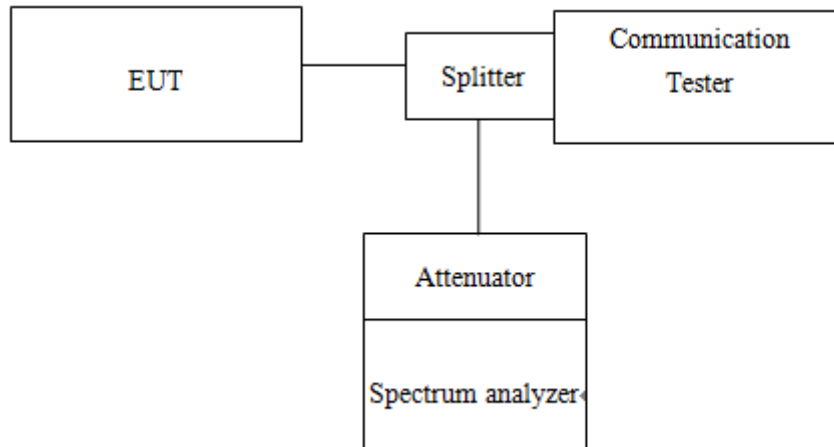 EUT
Splitter
Communication
Tester
Attenuator
Spectrum analyzer